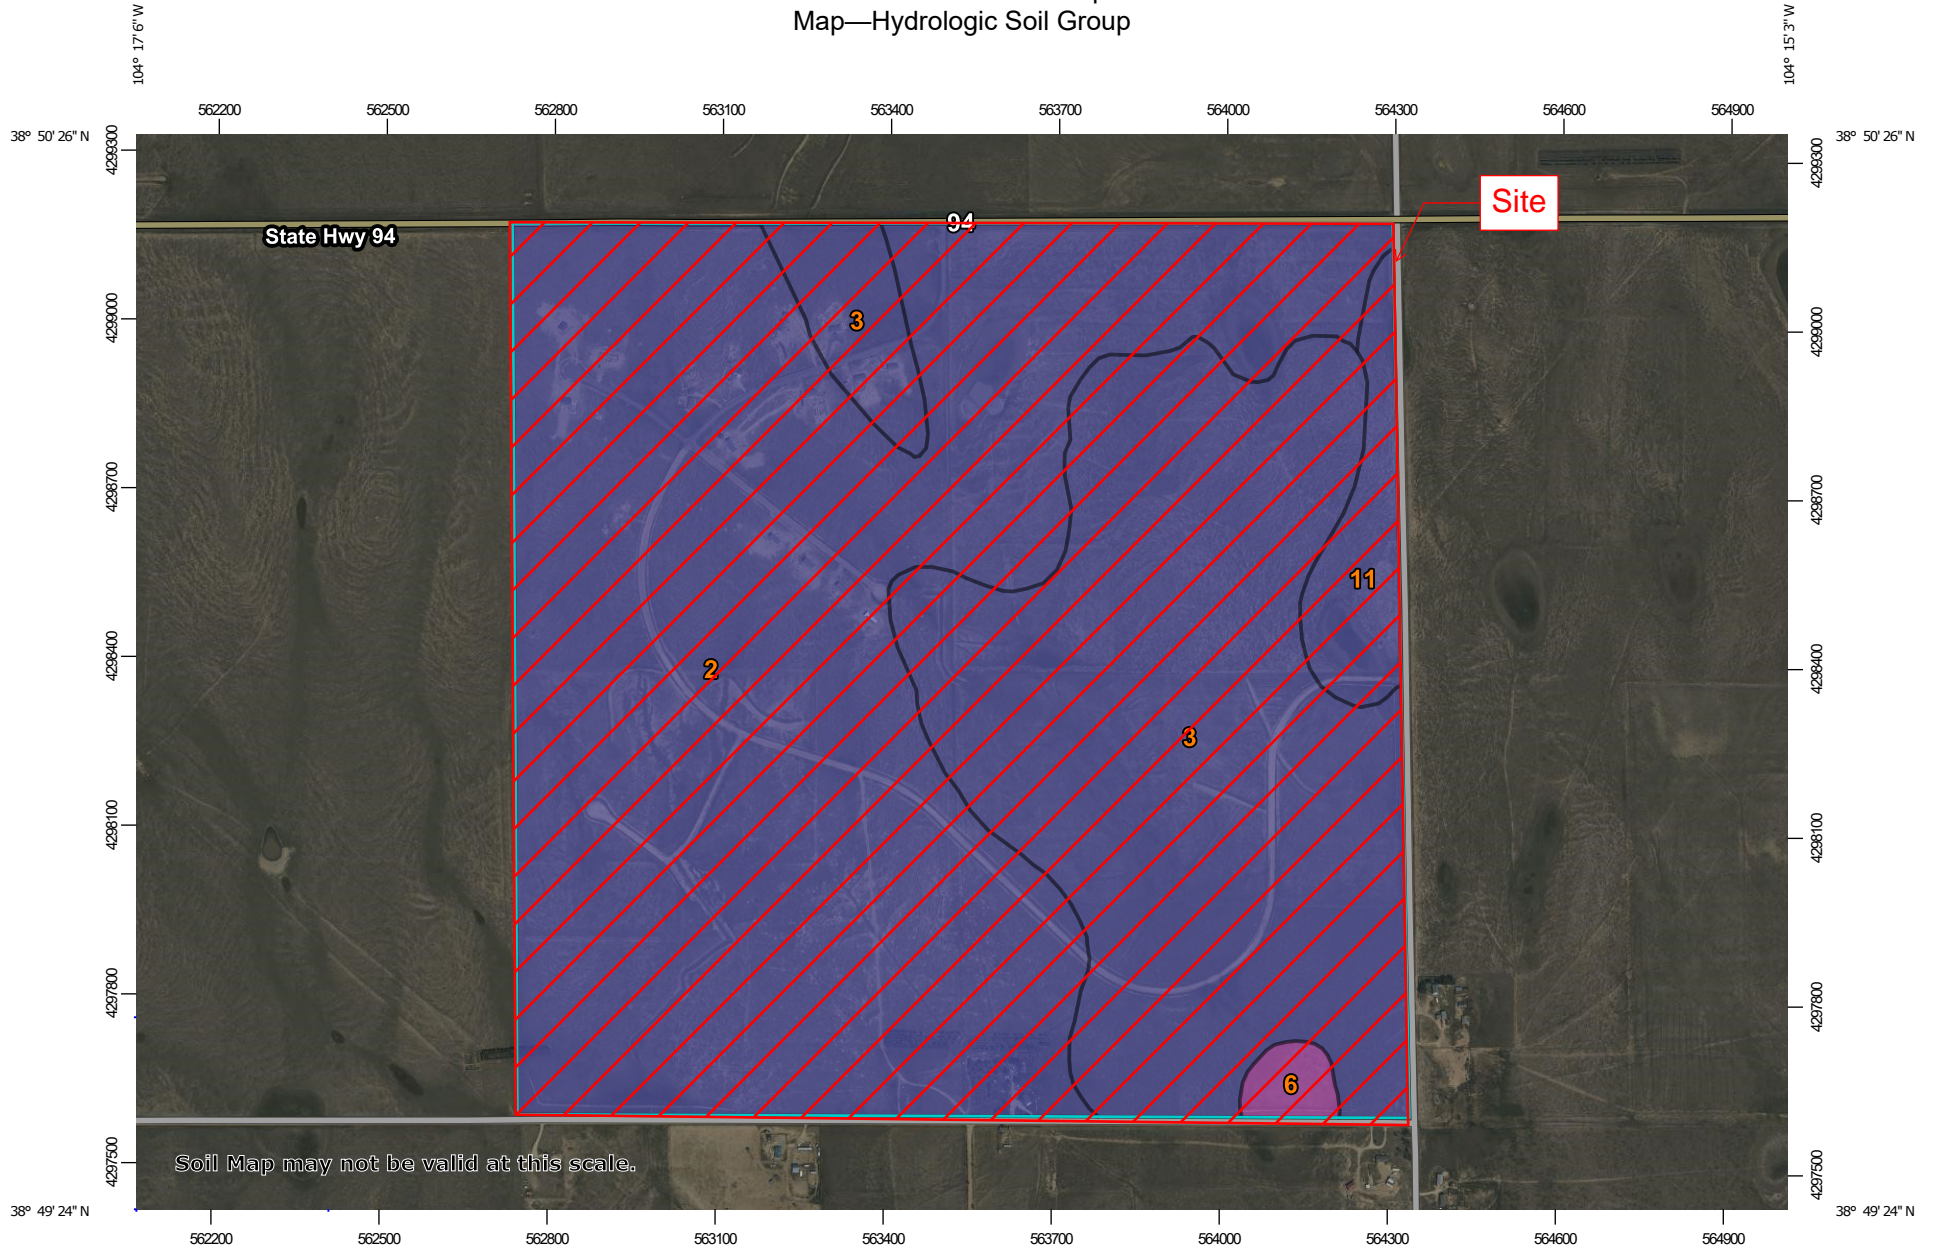 Map—Hydrologic Soil Group
104° 17' 6" W
104° 15' 3" W
562200 562500 562800 563100 563400 563700 564000 564300 564600 564900
38° 50' 26" N
38° 50' 26" N
4299300
4299300
Site
94
State Hwy 94
3
4299000
4299000
4298700
4298700
11
2
4298400
4298400
3
4298100
4298100
4297800
4297800
6
Soil Map may not be valid at this scale.
4297500
4297500
38° 49' 24" N
38° 49' 24" N
562200 562500 562800 563100 563400 563700 564000 564300 564600 564900